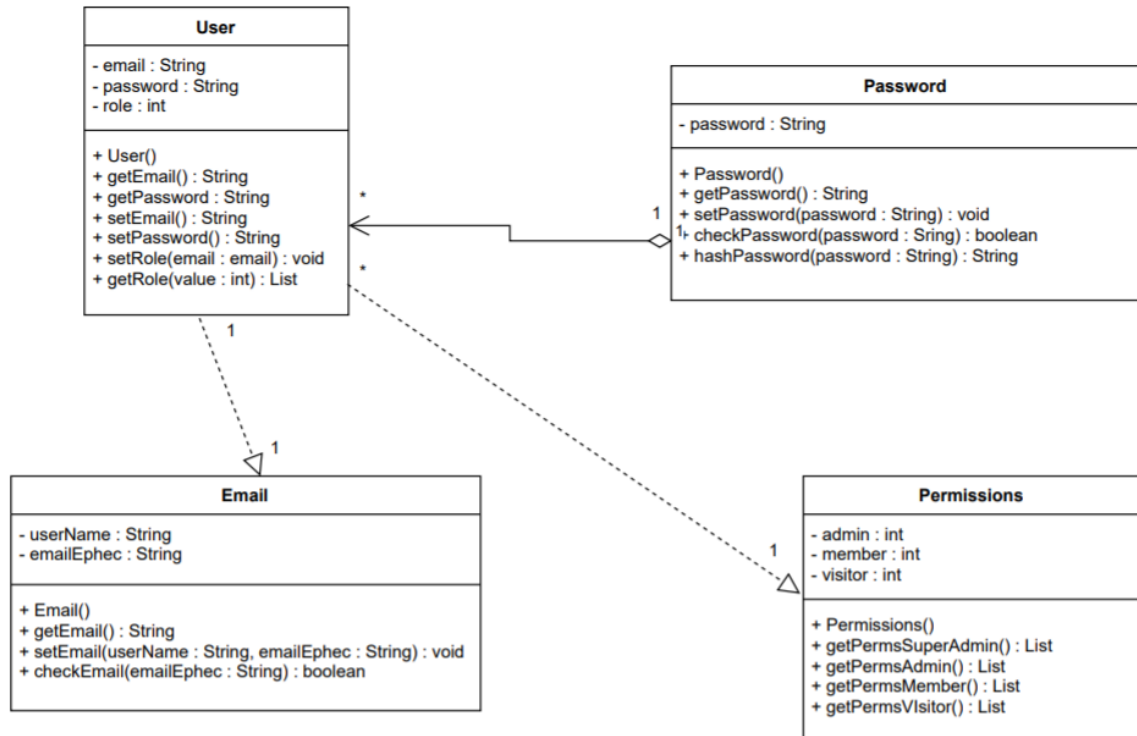 User
- email : String
- password : String
- role : int
+ User()
+ getEmail() : String
+ getPassword : String
+ setEmail() : String
+ setPassword() : String
+ setRole(email : email) : void
+ getRole(value : int) : List
*
*
1
1
Password
- password : String
+ Password()
+ getPassword() : String
+ setPassword(password : String) : void
+ checkPassword(password : Sring) : boolean
+ hashPassword(password : String) : String
1
1
Email
- userName : String
- emailEphec : String
+ Email()
+ getEmail() : String
+ setEmail(userName : String, emailEphec : String) : void
+ checkEmail(emailEphec : String) : boolean
1
Permissions
- admin : int
- member : int
- visitor : int
+ Permissions()
+ getPermsSuperAdmin() : List
+ getPermsAdmin() : List
+ getPermsMember() : List
+ getPermsVIsitor() : List